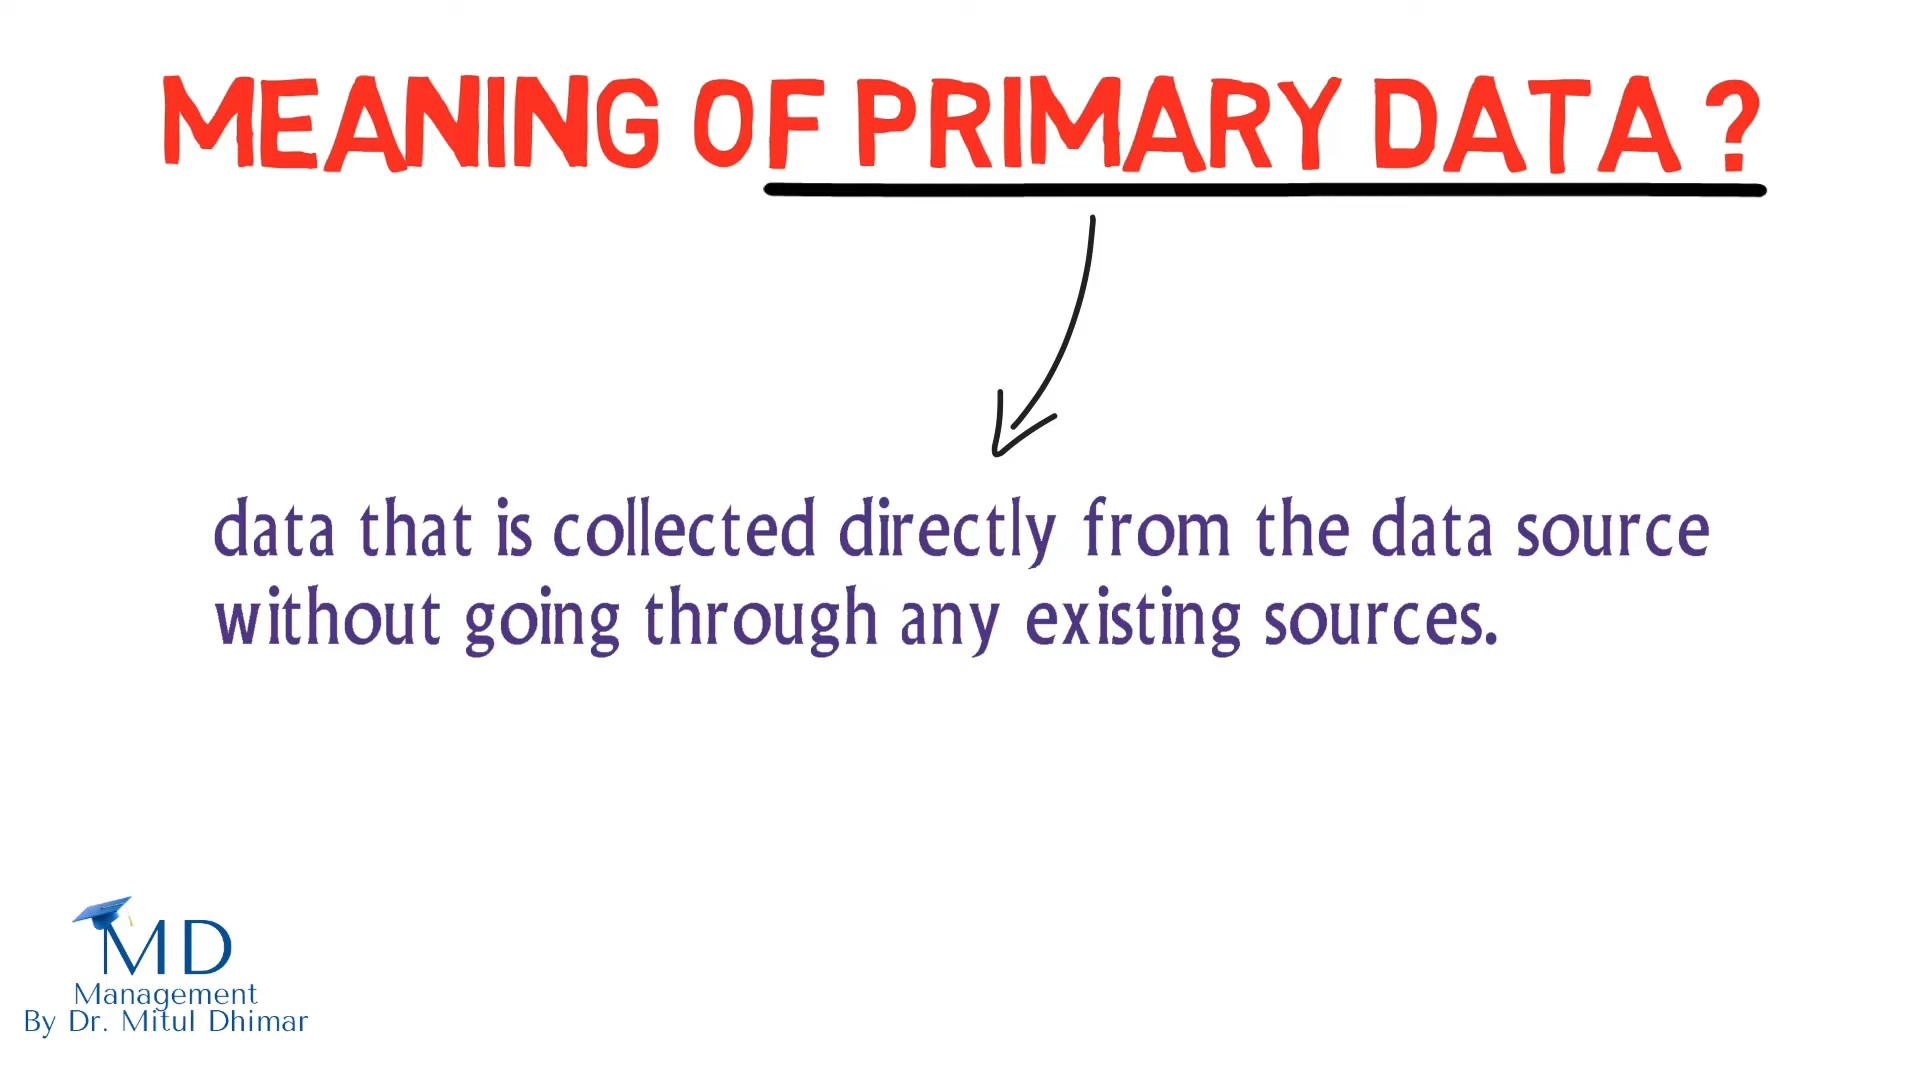 MEANING OF PRIMARY DATA ?
data that is collected directly from the data source
without going through any existing sources.
MD
Management
By Dr. Mitul Dhimar